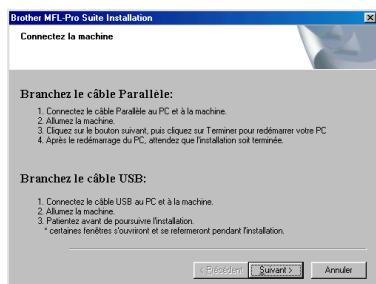 Brother MFL-Pro Suite Installation
Connectez la machine
Branchez le câble Parallèle:
1. Connectez le câble Parallèle au PC et à la machine.
2. Allumez la machine.
3. Cliquez sur le bouton suivant, puis cliquez sur Terminer pour redémarrer votre PC
4. Après le redémarrage du PC, attendez que l'installation soit terminée.
Branchez le câble USB:
1. Connectez le câble USB au PC et à la machine.
2. Allumez la machine.
3. Patientez avant de poursuivre l'installation.
* certaines fenêtres s'ouvriront et se refermeront pendant l'installation.
< Précédent Suivant > Annuler